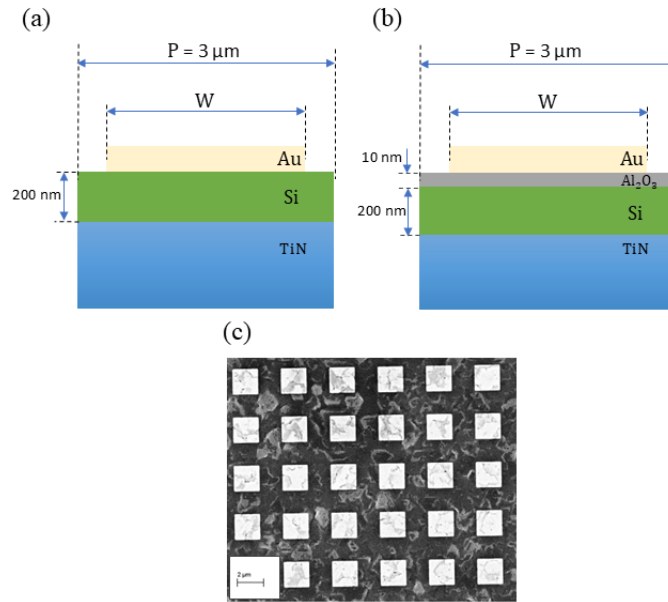 (a)
P = 3 μm
W
Au
200 nm
Si
TiN
(b)
P = 3 μm
W
10 nm
Au
Al₂O₃
200 nm
Si
TiN
(c)
2 μm